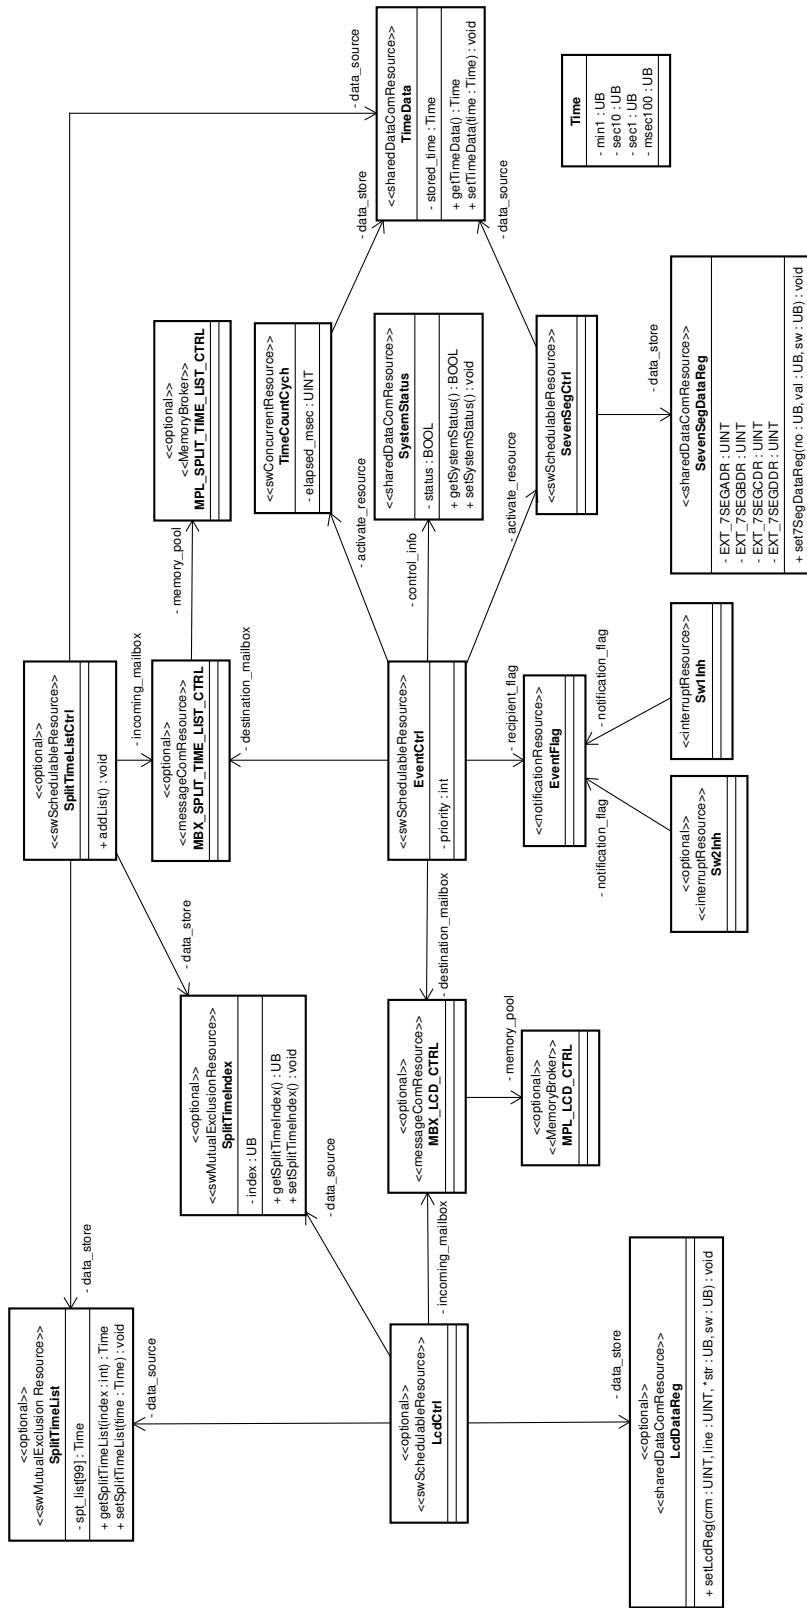 <<optional>>
<<swMutualExclusion Resource>>
SplitTimeList
- spt_list[99] : Time
+ getSplitTimeList(index : int) : Time
+ setSplitTimeList(time : Time) : void
- data_store
- data_source
<<optional>>
<<swSchedulableResource>>
SplitTimeListCtrl
+ addList() : void
- data_source
- incoming_mailbox
- data_store
<<optional>>
<<messageComResource>>
MBX_SPLIT_TIME_LIST_CTRL
- memory_pool
<<optional>>
<<MemoryBroker>>
MPL_SPLIT_TIME_LIST_CTRL
- destination_mailbox
<<optional>>
<<swMutualExclusionResource>>
SplitTimeIndex
- index : UB
+ getSplitTimeIndex() : UB
+ setSplitTimeIndex() : void
- data_source
<<swConcurrentResource>>
TimeCountCych
- elapsed_msec : UINT
- activate_resource
- data_store
<<sharedDataComResource>>
TimeData
- stored_time : Time
+ getTimeData() : Time
+ setTimeData(time : Time) : void
- data_source
<<optional>>
<<swSchedulableResource>>
LcdCtrl
- incoming_mailbox
<<optional>>
<<messageComResource>>
MBX_LCD_CTRL
- destination_mailbox
<<swSchedulableResource>>
EventCtrl
- priority : int
- control_info
<<sharedDataComResource>>
SystemStatus
- status : BOOL
+ getSystemStatus() : BOOL
+ setSystemStatus() : void
- activate_resource
- memory_pool
<<optional>>
<<MemoryBroker>>
MPL_LCD_CTRL
- recipient_flag
<<notificationResource>>
EventFlag
<<swSchedulableResource>>
SevenSegCtrl
- data_store
Time
- min1 : UB
- sec10 : UB
- sec1 : UB
- msec100 : UB
- data_store
<<optional>>
<<sharedDataComResource>>
LcdDataReg
+ setLcdReg(crm : UINT, line : UINT, *str : UB, sw : UB) : void
- notification_flag
- notification_flag
<<optional>>
<<interruptResource>>
Sw2Inh
<<interruptResource>>
Sw1Inh
<<sharedDataComResource>>
SevenSegDataReg
- EXT_7SEGADR : UINT
- EXT_7SEGBDR : UINT
- EXT_7SEGCDR : UINT
- EXT_7SEGDDR : UINT
+ set7SegDataReg(no : UB, val : UB, sw : UB) : void